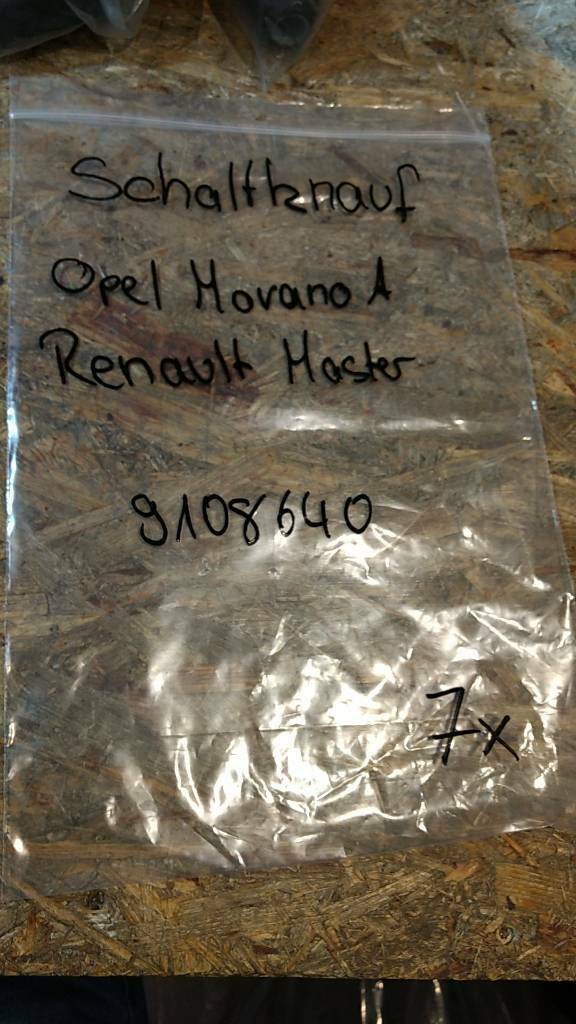 Schaltknauf
Opel Movano A
Renault Master
9108640
7x